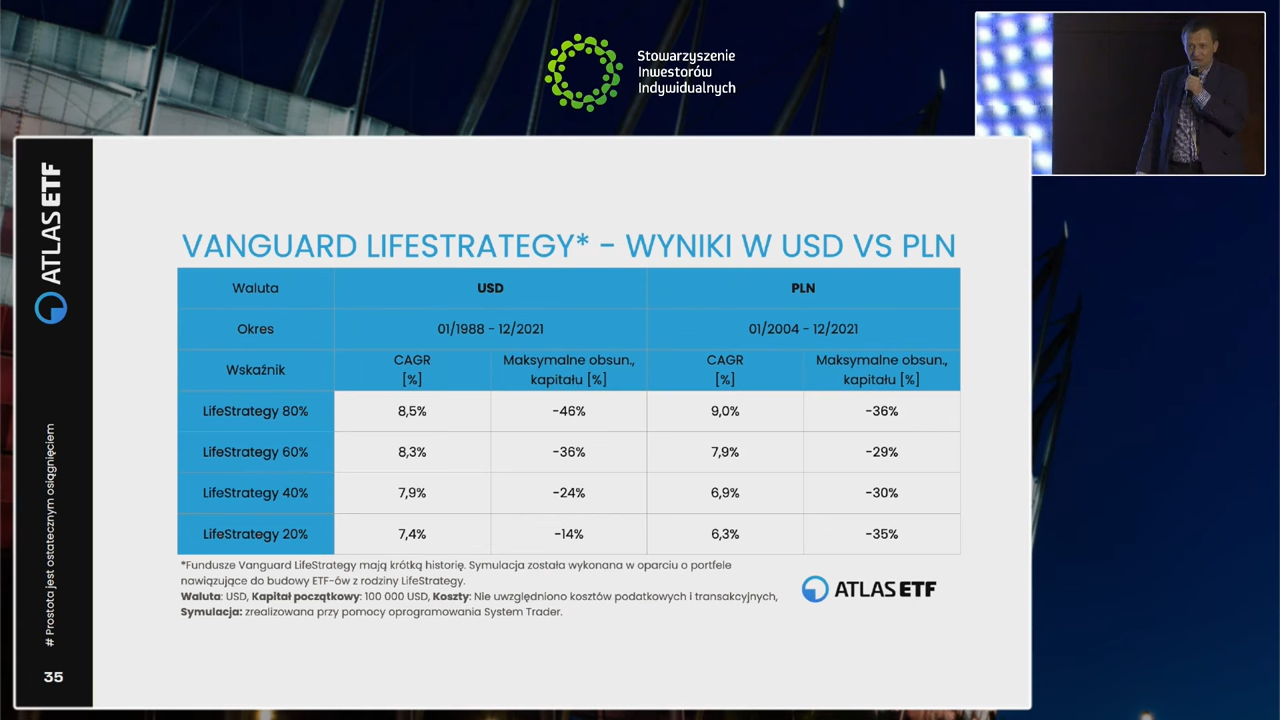 Stowarzyszenie
Inwestorów
Indywidualnych
ATLAS ETF
# Prostota jest ostatecznym osiągnięciem
35
VANGUARD LIFESTRATEGY* - WYNIKI W USD VS PLN
Waluta USD PLN
Okres 01/1988 - 12/2021 01/2004 - 12/2021
Wskaźnik CAGR [%] Maksymalne obsun., kapitału [%] CAGR [%] Maksymalne obsun., kapitału [%]
LifeStrategy 80% 8,5% -46% 9,0% -36%
LifeStrategy 60% 8,3% -36% 7,9% -29%
LifeStrategy 40% 7,9% -24% 6,9% -30%
LifeStrategy 20% 7,4% -14% 6,3% -35%
*Fundusze Vanguard LifeStrategy mają krótką historię. Symulacja została wykonana w oparciu o portfele
nawiązujące do budowy ETF-ów z rodziny LifeStrategy.
Waluta: USD, Kapitał początkowy: 100 000 USD, Koszty: Nie uwzględniono kosztów podatkowych i transakcyjnych,
Symulacja: zrealizowana przy pomocy oprogramowania System Trader.
ATLAS ETF